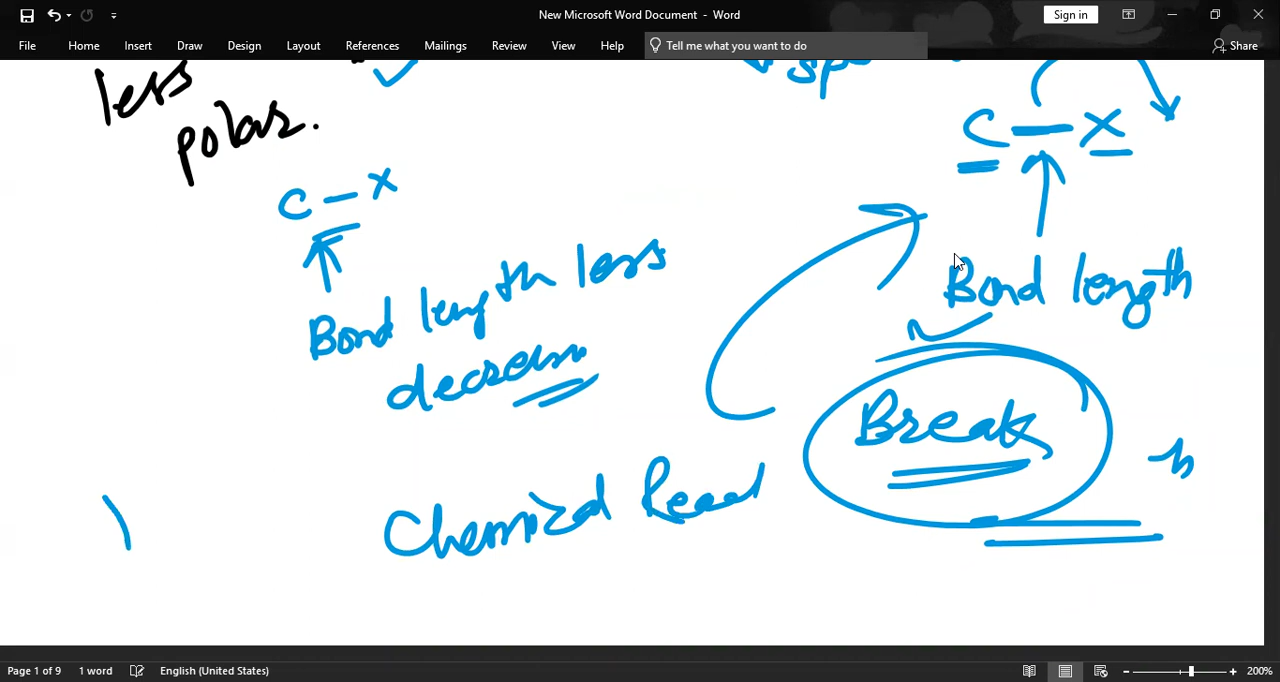 New Microsoft Word Document - Word
Sign in
File Home Insert Draw Design Layout References Mailings Review View Help Tell me what you want to do Share
less
polar.
C - X
C - X
Bond length less
decrease
Bond length
Break
Chemical React
Page 1 of 9 1 word English (United States) 200%